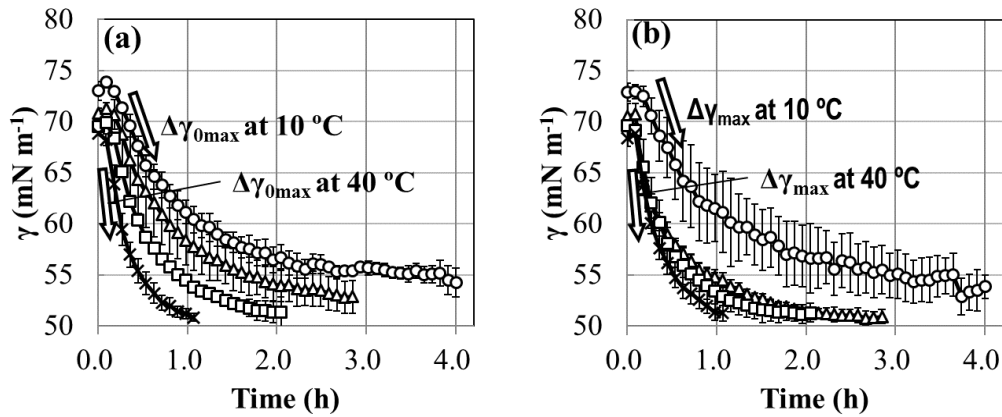 (a)
80
75
70
65
60
55
50
γ (mN m⁻¹)
Δγ0max at 10 ºC
Δγ0max at 40 ºC
0.0 1.0 2.0 3.0 4.0
Time (h)
(b)
80
75
70
65
60
55
50
γ (mN m⁻¹)
Δγmax at 10 ºC
Δγmax at 40 ºC
0.0 1.0 2.0 3.0 4.0
Time (h)